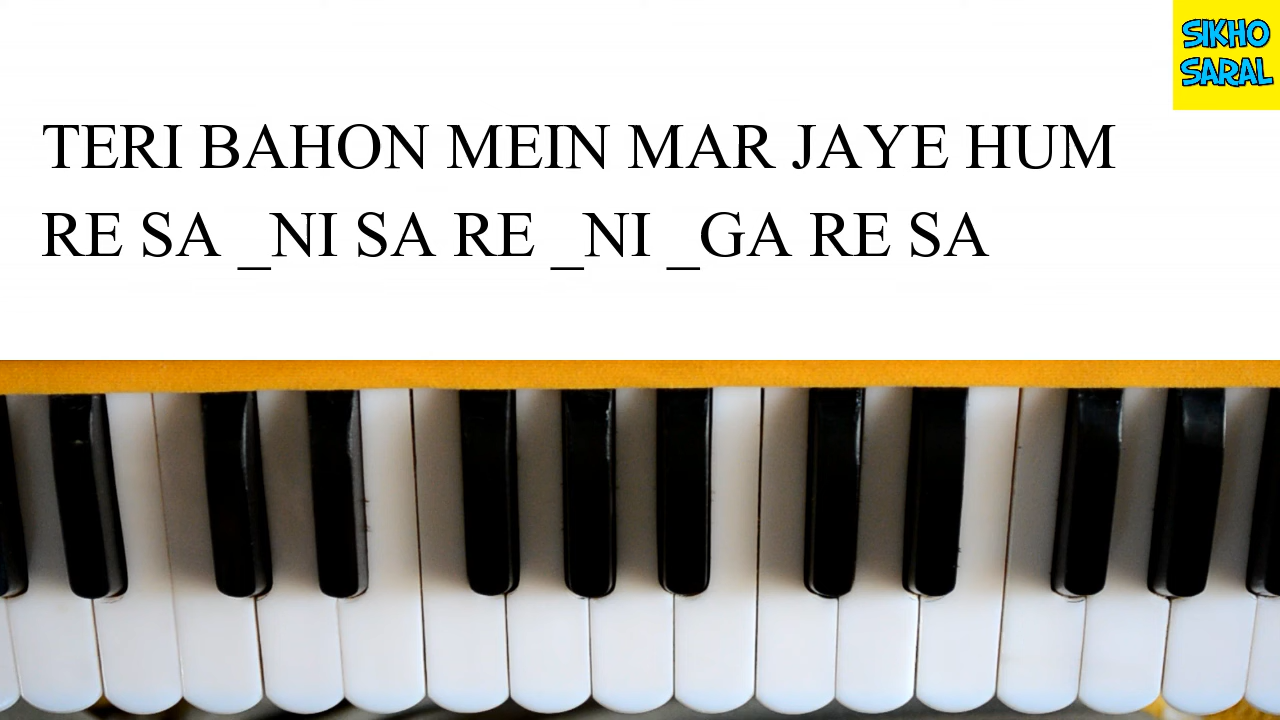 SIKHO
SARAL
TERI BAHON MEIN MAR JAYE HUM
RE SA _NI SA RE _NI _GA RE SA